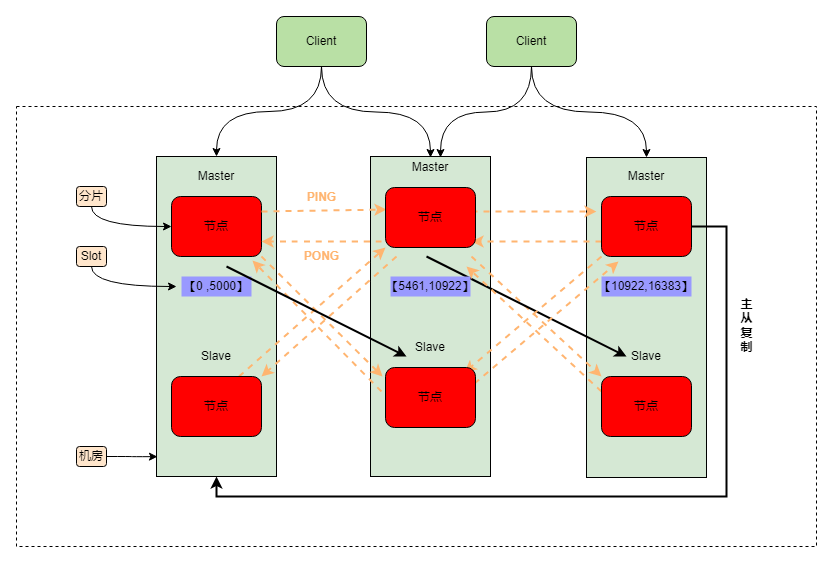 Client
Client
Master
Master
Master
分片
节点
PING
节点
节点
Slot
PONG
【0 ,5000】
【5461,10922】
【10922,16383】
主
从
复
制
Slave
Slave
Slave
节点
节点
节点
机房